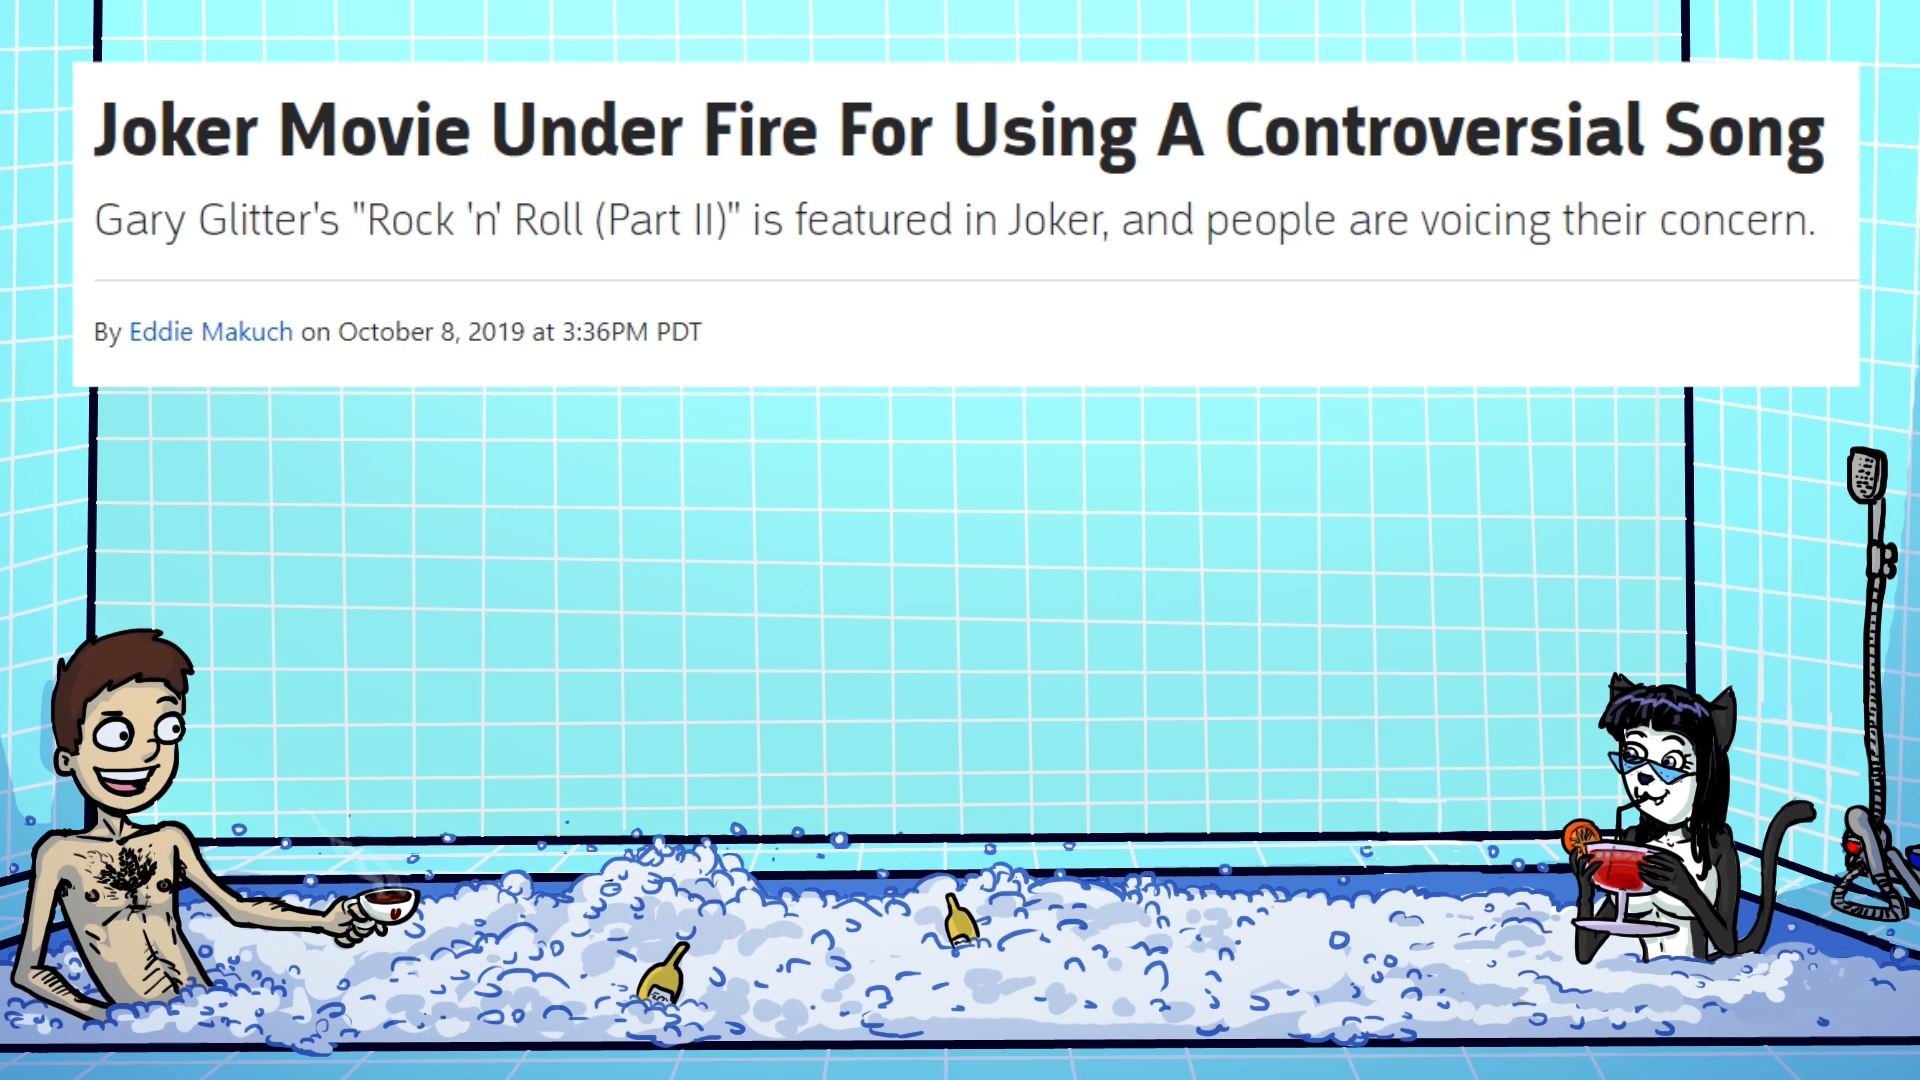 Joker Movie Under Fire For Using A Controversial Song
Gary Glitter's "Rock 'n' Roll (Part II)" is featured in Joker, and people are voicing their concern.
By Eddie Makuch on October 8, 2019 at 3:36PM PDT